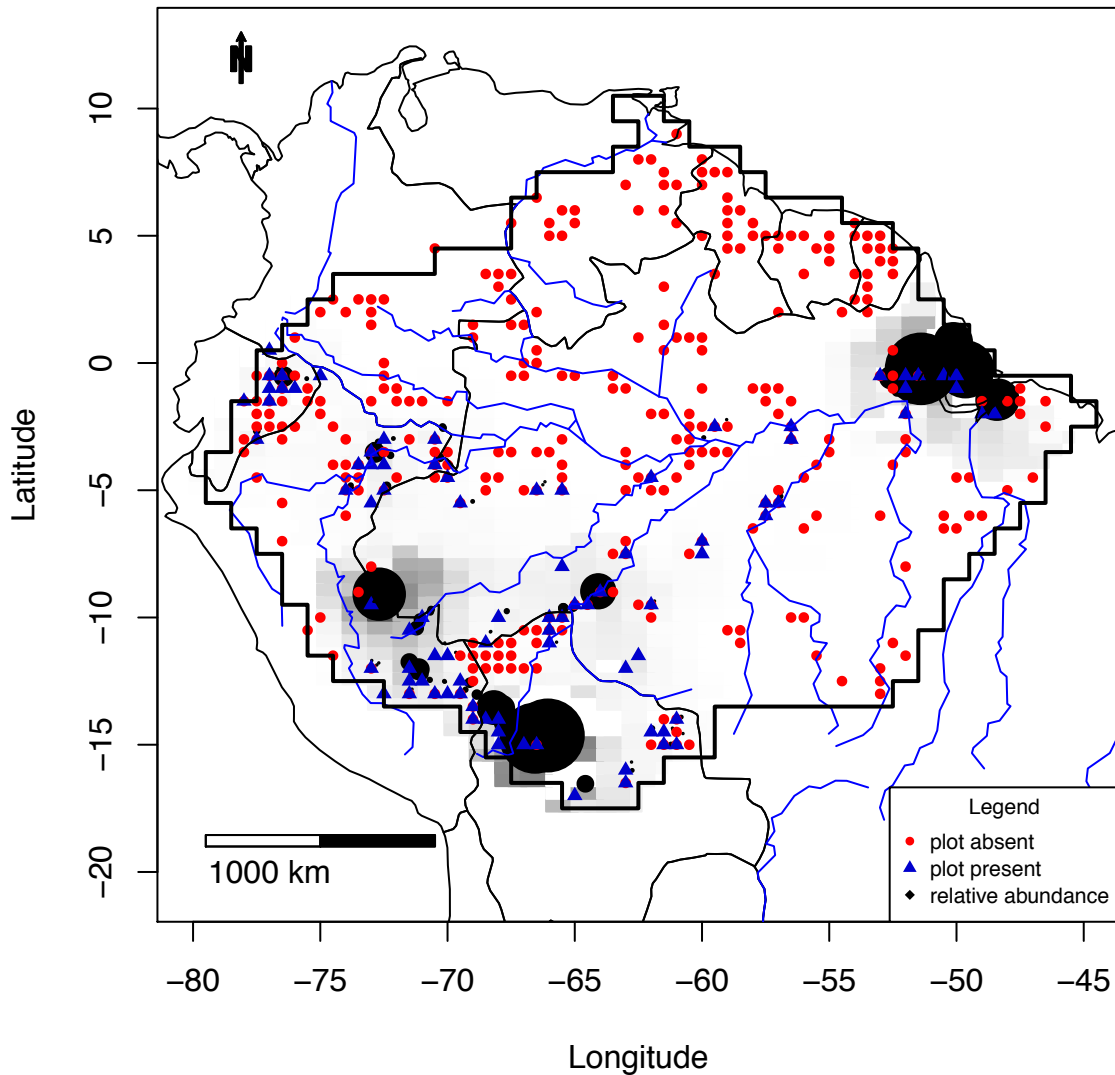 N
10
5
0
−5
−10
−15
−20
Latitude
1000 km
Legend
plot absent
plot present
relative abundance
−80
−75
−70
−65
−60
−55
−50
−45
Longitude